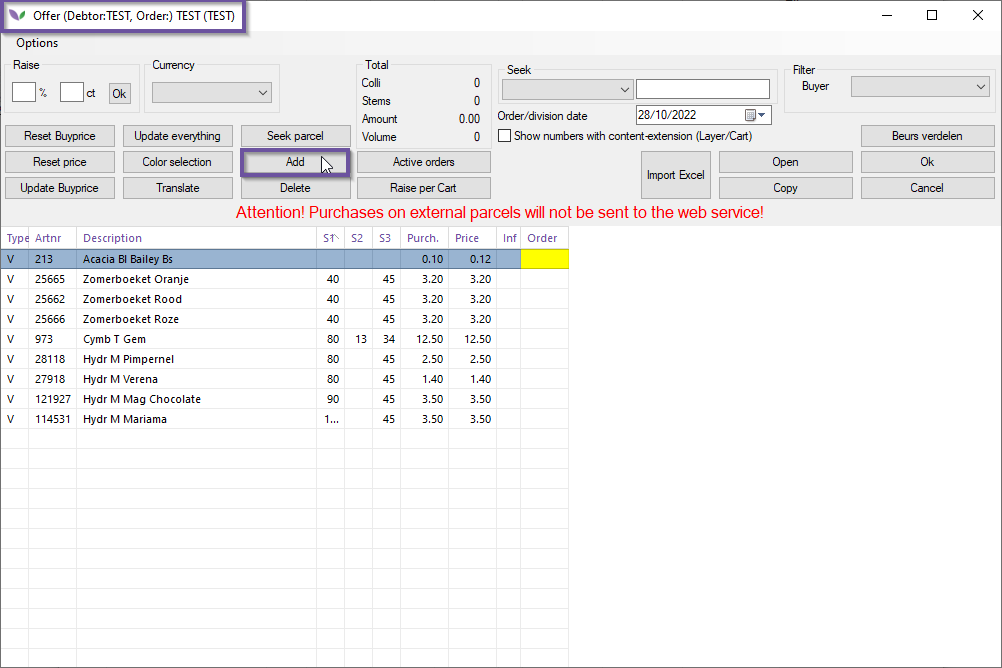 Offer (Debtor:TEST, Order:) TEST (TEST)
Options
Raise
% ct Ok
Currency
Total
Colli 0
Stems 0
Amount 0.00
Volume 0
Seek
Order/division date 28/10/2022
Show numbers with content-extension (Layer/Cart)
Filter
Buyer
Reset Buyprice Update everything Seek parcel Beurs verdelen
Reset price Color selection Add Active orders Import Excel Open Ok
Update Buyprice Translate Delete Raise per Cart Copy Cancel
Attention! Purchases on external parcels will not be sent to the web service!
Type Artnr Description S1 S2 S3 Purch. Price Inf Order
V 213 Acacia Bl Bailey Bs 0.10 0.12
V 25665 Zomerboeket Oranje 40 45 3.20 3.20
V 25662 Zomerboeket Rood 40 45 3.20 3.20
V 25666 Zomerboeket Roze 40 45 3.20 3.20
V 973 Cymb T Gem 80 13 34 12.50 12.50
V 28118 Hydr M Pimpernel 80 45 2.50 2.50
V 27918 Hydr M Verena 80 45 1.40 1.40
V 121927 Hydr M Mag Chocolate 90 45 3.50 3.50
V 114531 Hydr M Mariama 1... 45 3.50 3.50